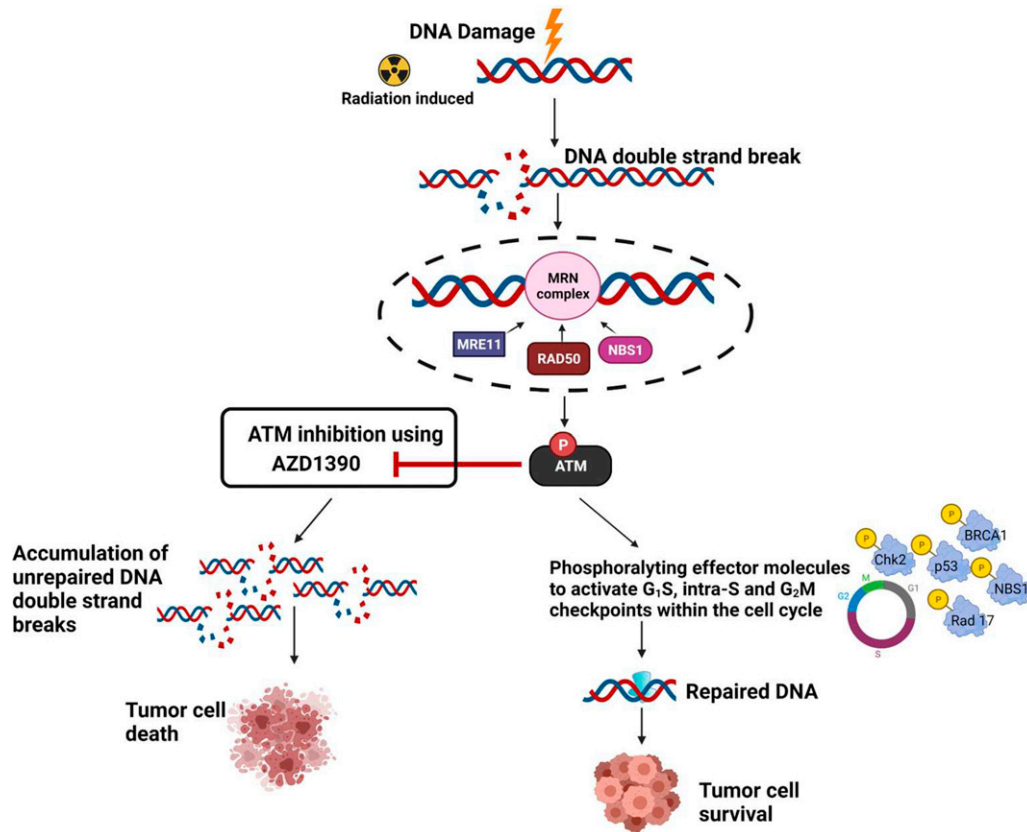 DNA Damage
Radiation induced
DNA double strand break
MRN
complex
MRE11
RAD50
NBS1
ATM inhibition using
AZD1390
P
ATM
Accumulation of
unrepaired DNA
double strand
breaks
Phosphoralyting effector molecules
to activate G₁S, intra-S and G₂M
checkpoints within the cell cycle
P
BRCA1
P
Chk2
P
p53
P
NBS1
P
Rad 17
M
G1
G2
S
Tumor cell
death
Repaired DNA
Tumor cell
survival